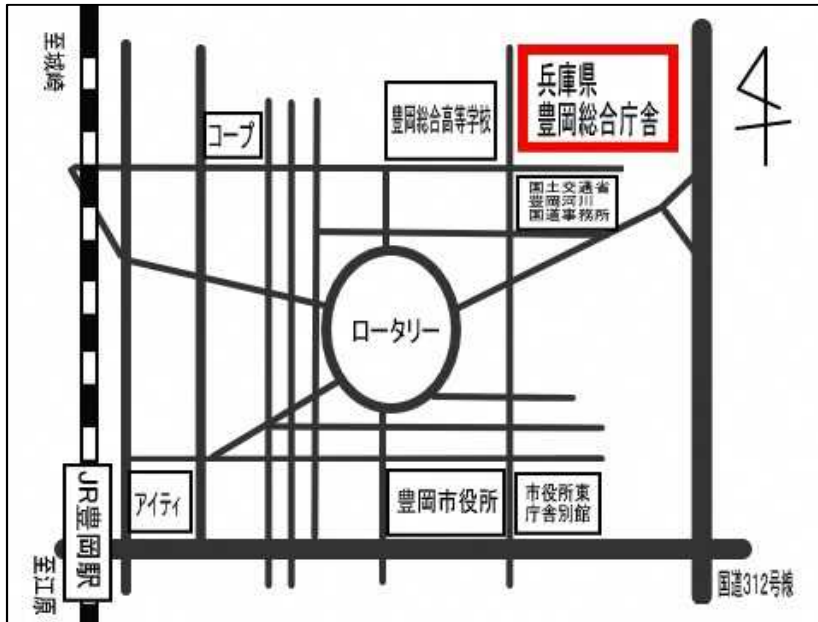 至城崎
コープ
豊岡総合高等学校
兵庫県
豊岡総合庁舎
国土交通省
豊岡河川
国道事務所
ロータリー
アイティ
豊岡市役所
市役所東
庁舎別館
JR豊岡駅
至江原
国道312号線